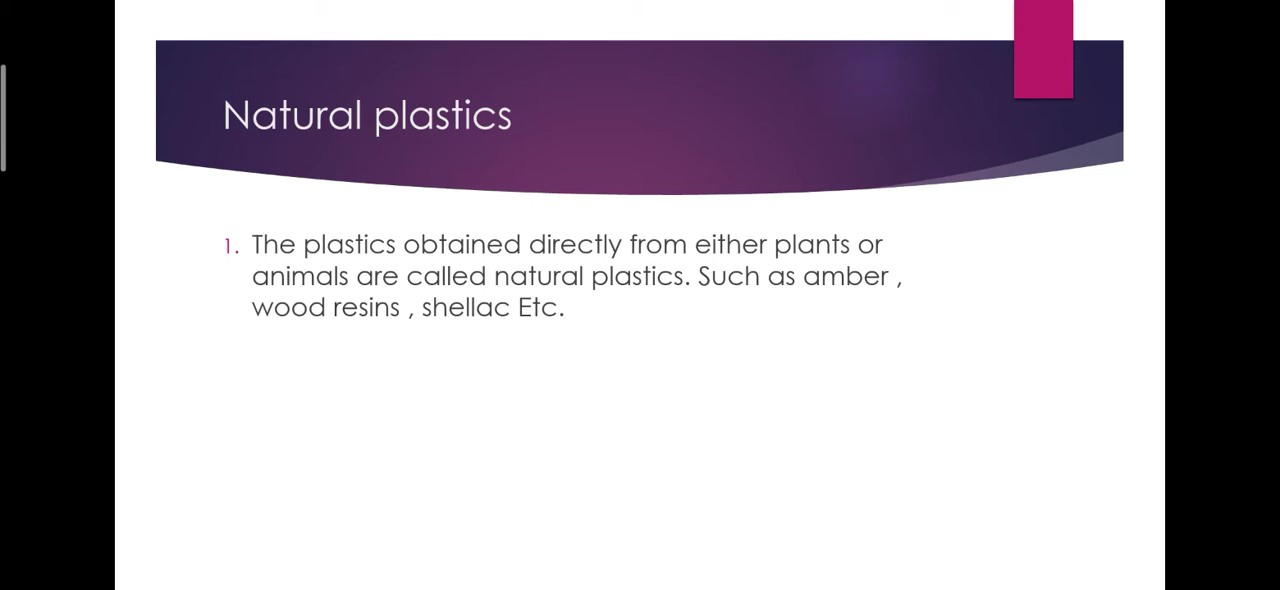 Natural plastics
1. The plastics obtained directly from either plants or
animals are called natural plastics. Such as amber ,
wood resins , shellac Etc.